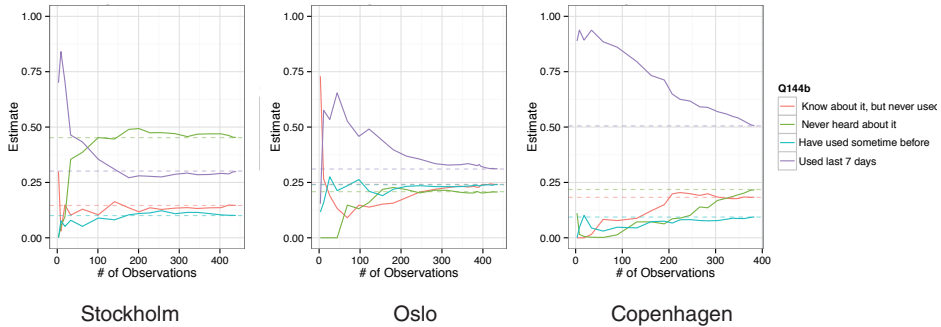 1.00
0.75
0.50
0.25
0.00
Estimate
0 100 200 300 400
# of Observations
Stockholm
1.00
0.75
0.50
0.25
0.00
Estimate
0 100 200 300 400
# of Observations
Oslo
1.00
0.75
0.50
0.25
0.00
Estimate
0 100 200 300 400
# of Observations
Copenhagen
Q144b
Know about it, but never used
Never heard about it
Have used sometime before
Used last 7 days